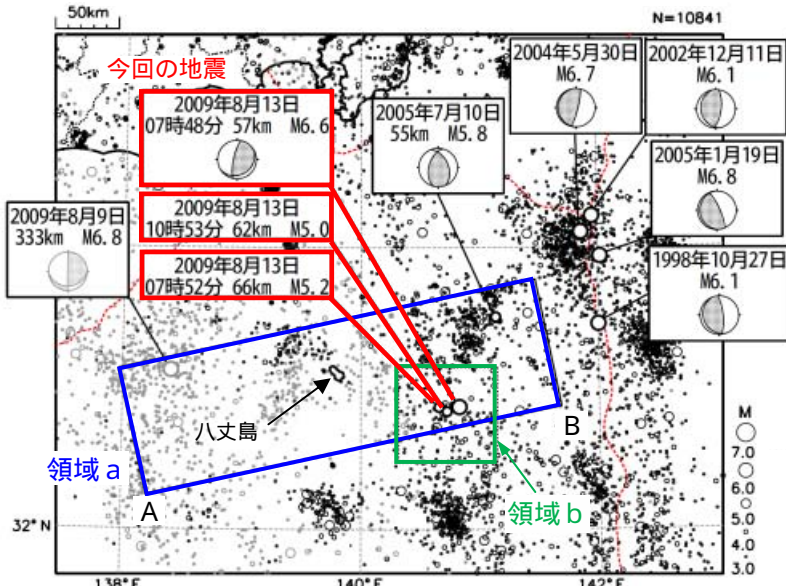 50km
N=10841
今回の地震
2009年8月13日
07時48分 57km M6.6
2009年8月13日
10時53分 62km M5.0
2009年8月13日
07時52分 66km M5.2
2005年7月10日
55km M5.8
2004年5月30日
M6.7
2002年12月11日
M6.1
2005年1月19日
M6.8
1998年10月27日
M6.1
2009年8月9日
333km M6.8
八丈島
領域a
領域b
A
B
M
7.0
6.0
5.0
4.0
3.0
32°N
138°E
140°E
142°E